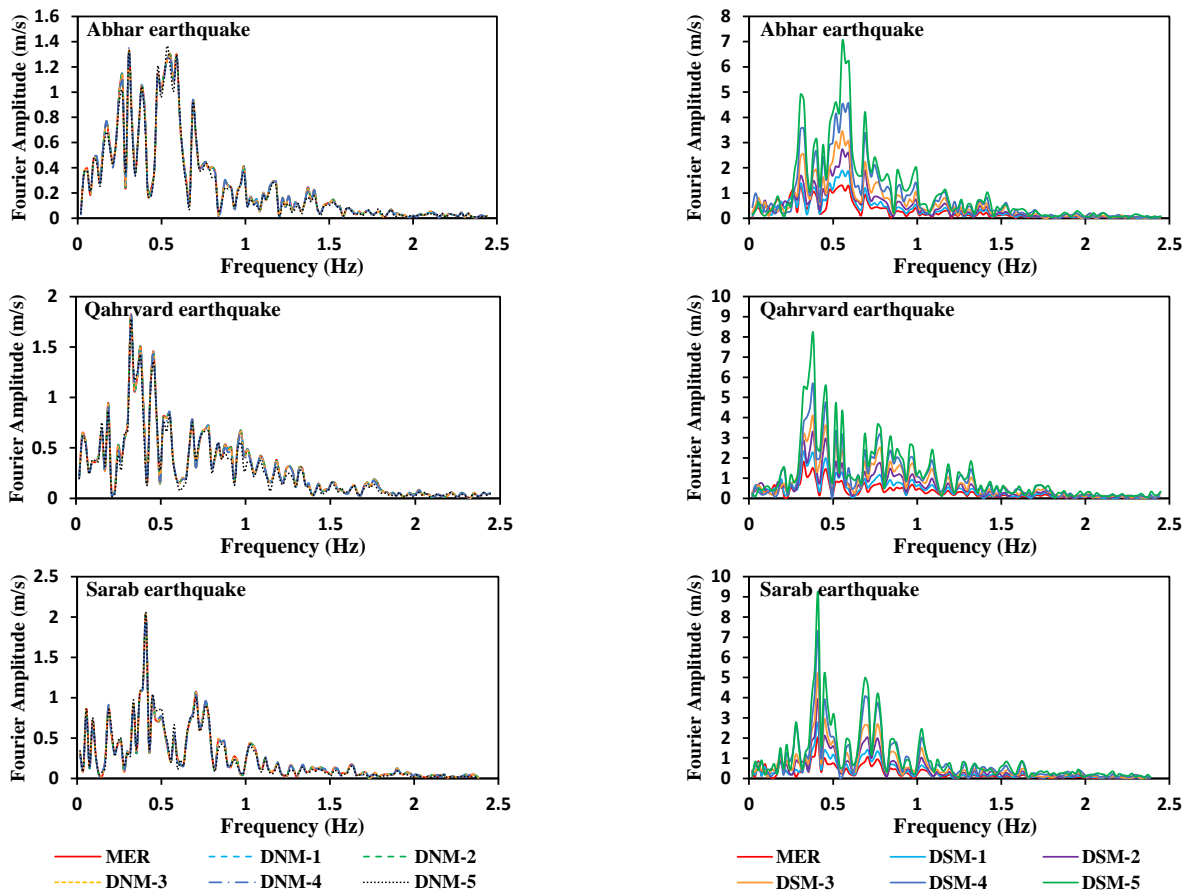 Abhar earthquake
Fourier Amplitude (m/s)
1.6
1.4
1.2
1
0.8
0.6
0.4
0.2
0
0 0.5 1 1.5 2 2.5
Frequency (Hz)
Abhar earthquake
Fourier Amplitude (m/s)
8
7
6
5
4
3
2
1
0
0 0.5 1 1.5 2 2.5
Frequency (Hz)
Qahrvard earthquake
Fourier Amplitude (m/s)
2
1.5
1
0.5
0
0 0.5 1 1.5 2 2.5
Frequency (Hz)
Qahrvard earthquake
Fourier Amplitude (m/s)
10
9
8
7
6
5
4
3
2
1
0
0 0.5 1 1.5 2 2.5
Frequency (Hz)
Sarab earthquake
Fourier Amplitude (m/s)
2.5
2
1.5
1
0.5
0
0 0.5 1 1.5 2 2.5
Frequency (Hz)
Sarab earthquake
Fourier Amplitude (m/s)
10
9
8
7
6
5
4
3
2
1
0
0 0.5 1 1.5 2 2.5
Frequency (Hz)
MER DNM-1 DNM-2
DNM-3 DNM-4 DNM-5
MER DSM-1 DSM-2
DSM-3 DSM-4 DSM-5